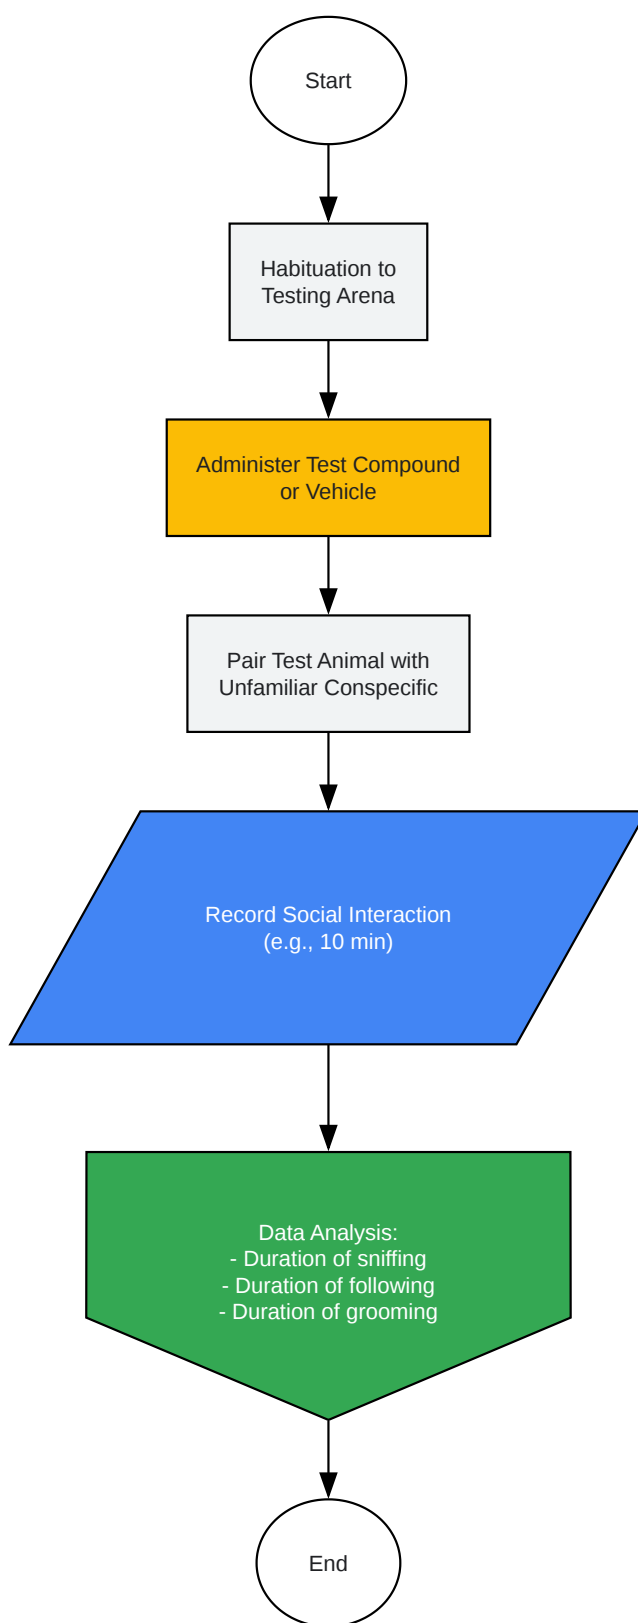 Start
Habituation to
Testing Arena
Administer Test Compound
or Vehicle
Pair Test Animal with
Unfamiliar Conspecific
Record Social Interaction
(e.g., 10 min)
Data Analysis:
- Duration of sniffing
- Duration of following
- Duration of grooming
End